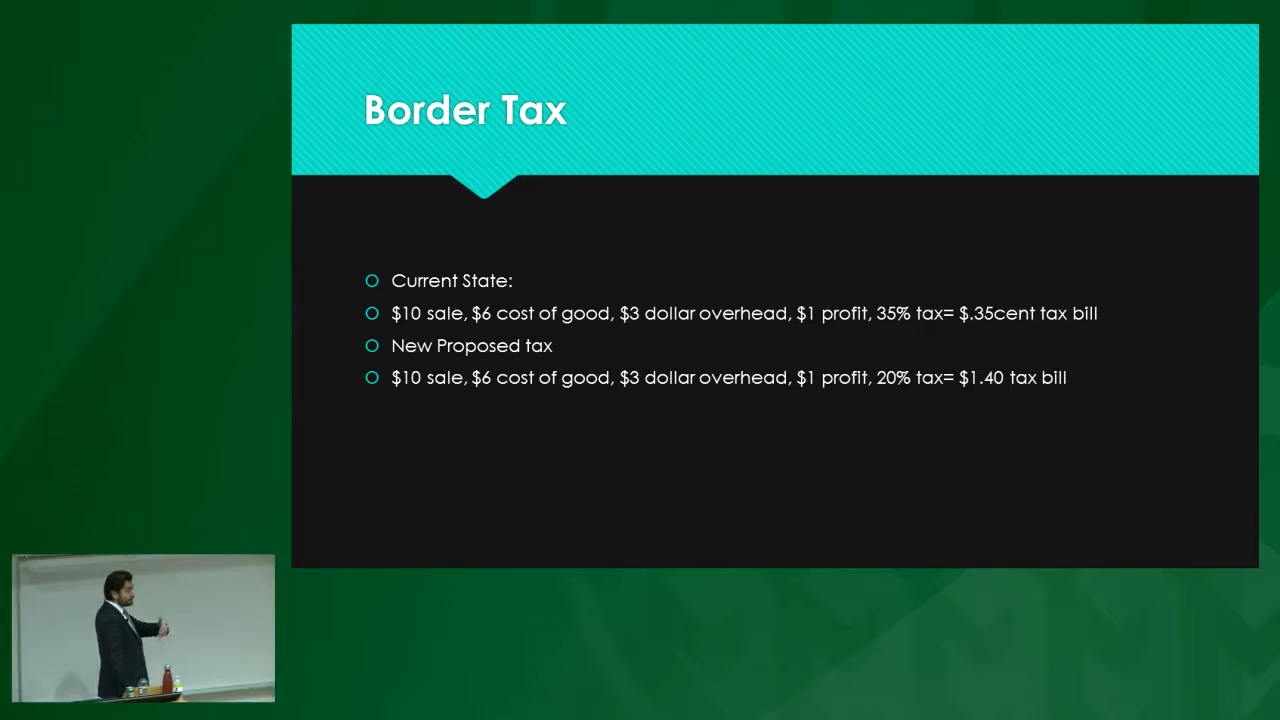 Border Tax
Current State:
$10 sale, $6 cost of good, $3 dollar overhead, $1 profit, 35% tax= $.35cent tax bill
New Proposed tax
$10 sale, $6 cost of good, $3 dollar overhead, $1 profit, 20% tax= $1.40 tax bill